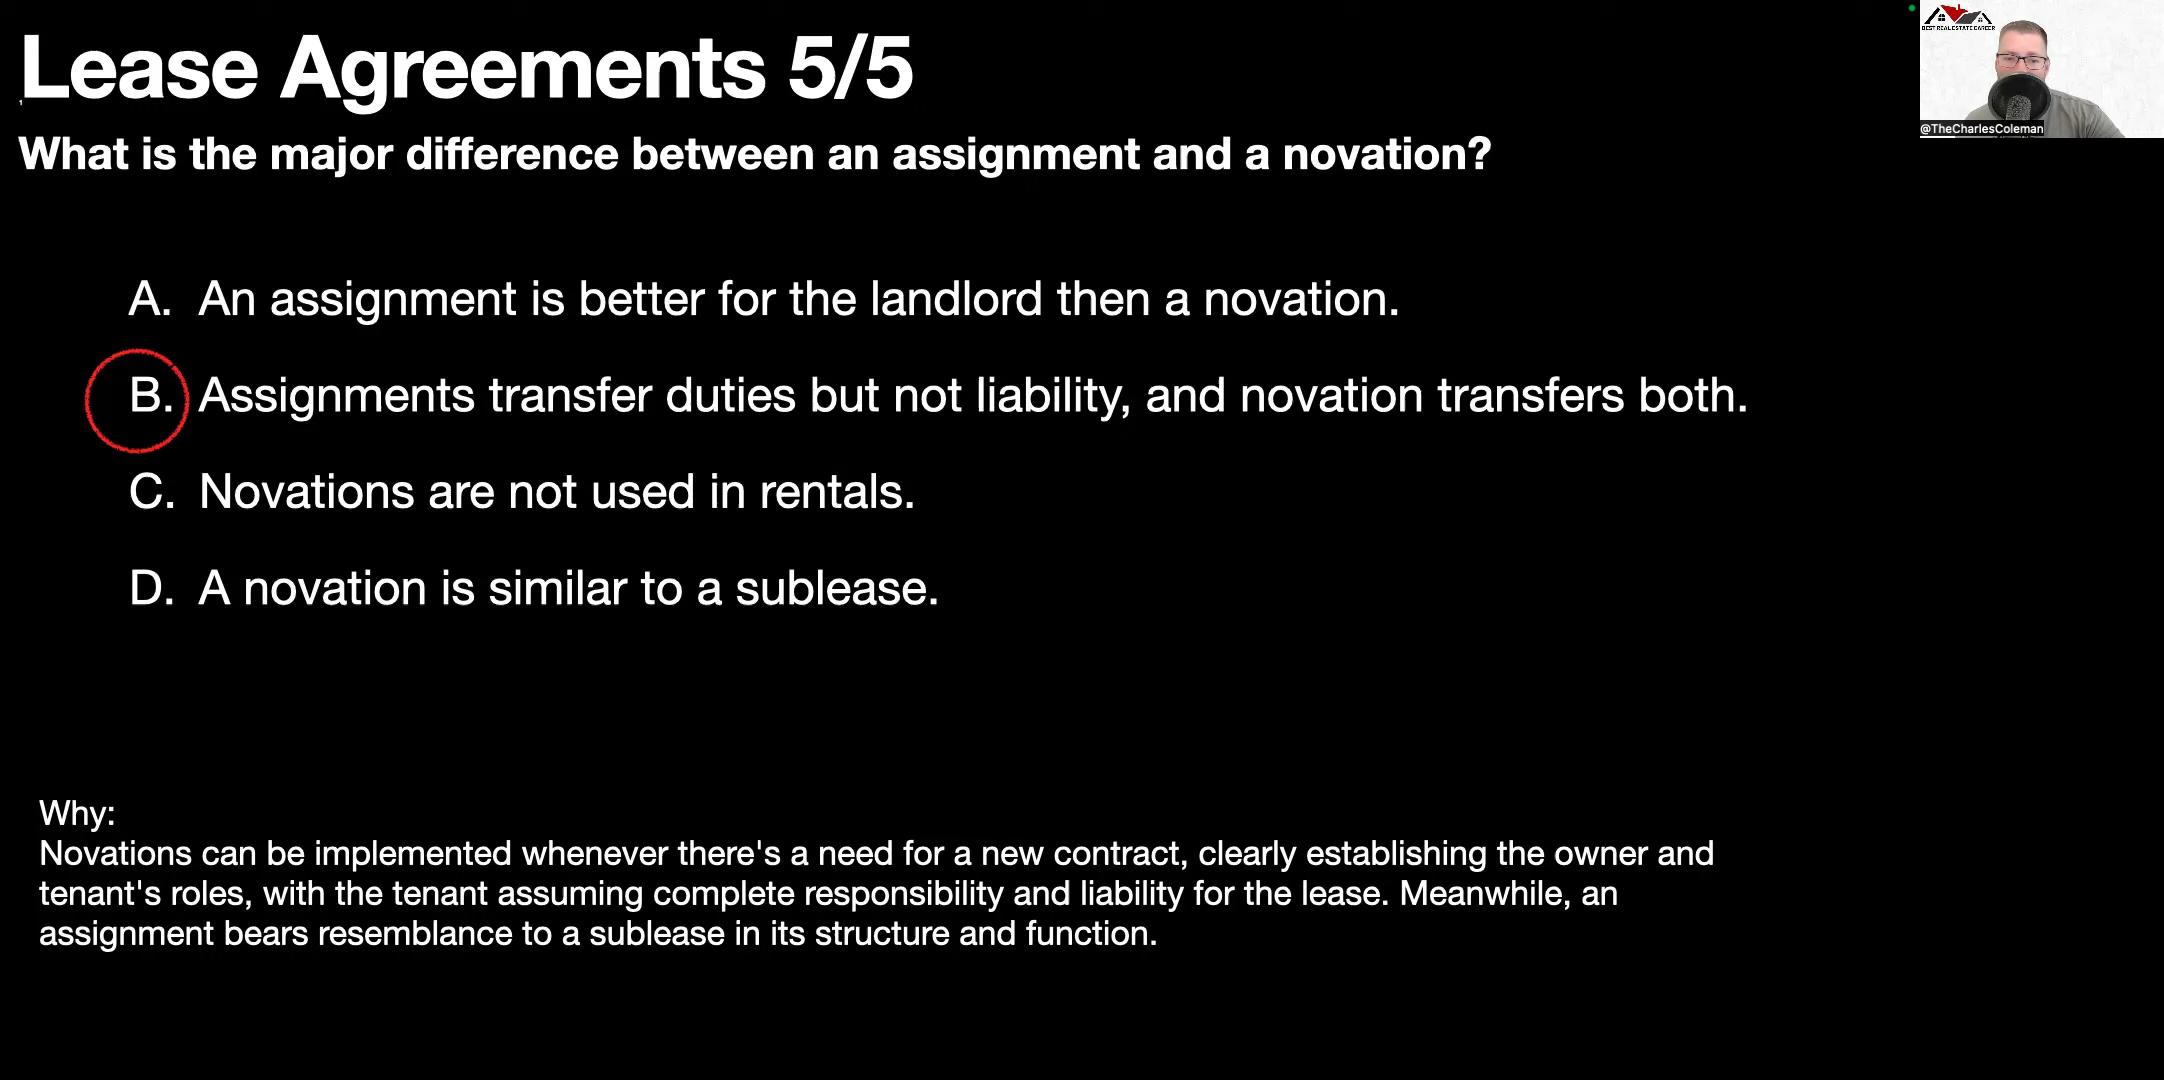 Lease Agreements 5/5
What is the major difference between an assignment and a novation?
A. An assignment is better for the landlord then a novation.
B. Assignments transfer duties but not liability, and novation transfers both.
C. Novations are not used in rentals.
D. A novation is similar to a sublease.
Why:
Novations can be implemented whenever there's a need for a new contract, clearly establishing the owner and
tenant's roles, with the tenant assuming complete responsibility and liability for the lease. Meanwhile, an
assignment bears resemblance to a sublease in its structure and function.
BEST REAL ESTATE CAREER
@TheCharlesColeman